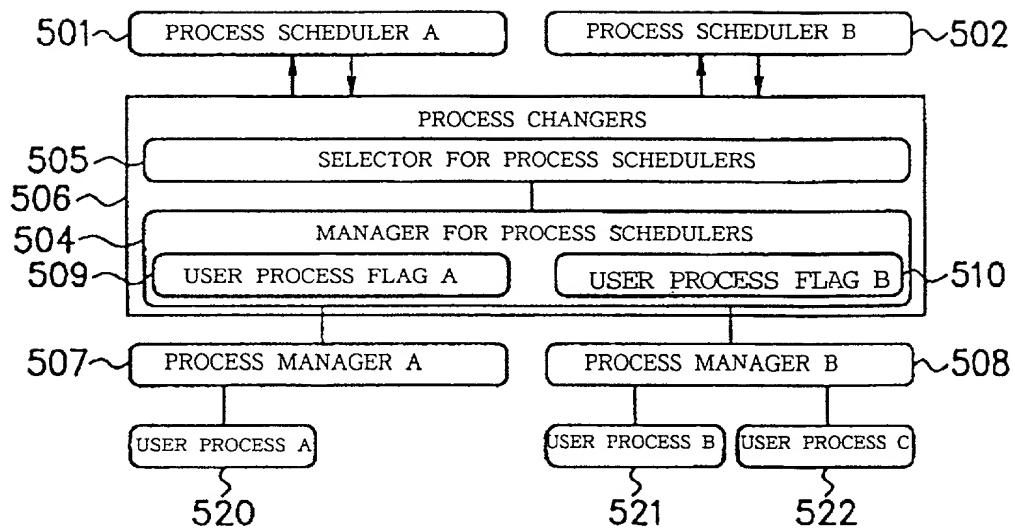 501
PROCESS SCHEDULER A
PROCESS SCHEDULER B
502
PROCESS CHANGERS
505
SELECTOR FOR PROCESS SCHEDULERS
506
504
MANAGER FOR PROCESS SCHEDULERS
509
USER PROCESS FLAG A
USER PROCESS FLAG B
510
507
PROCESS MANAGER A
PROCESS MANAGER B
508
USER PROCESS A
USER PROCESS B
USER PROCESS C
520
521
522